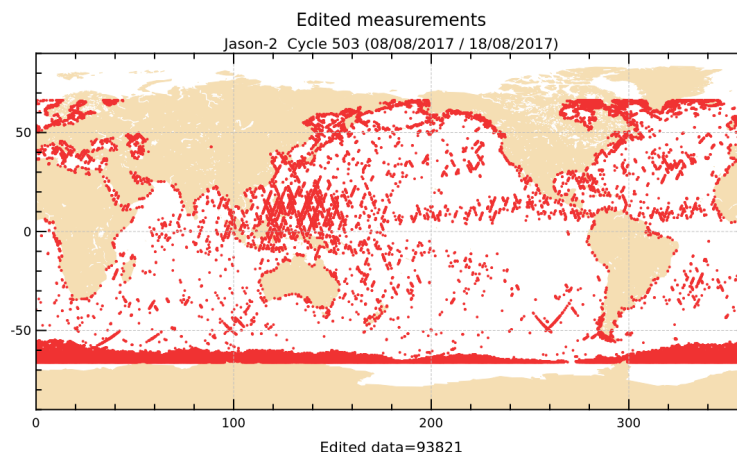 Edited measurements
Jason-2 Cycle 503 (08/08/2017 / 18/08/2017)
50
0
-50
0 100 200 300
Edited data=93821